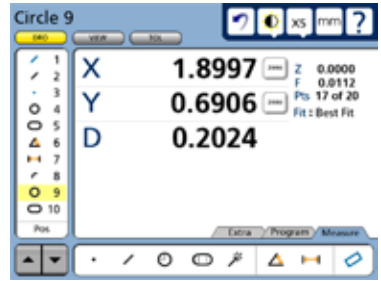 Circle 9
xs mm ?
DRO VIEW TOL
1
2
3
4
5
6
7
8
9
10
Pos
X 1.8997
Y 0.6906
D 0.2024
Z 0.0000
F 0.0112
Pts 17 of 20
Fit : Best Fit
Extra Program Measure